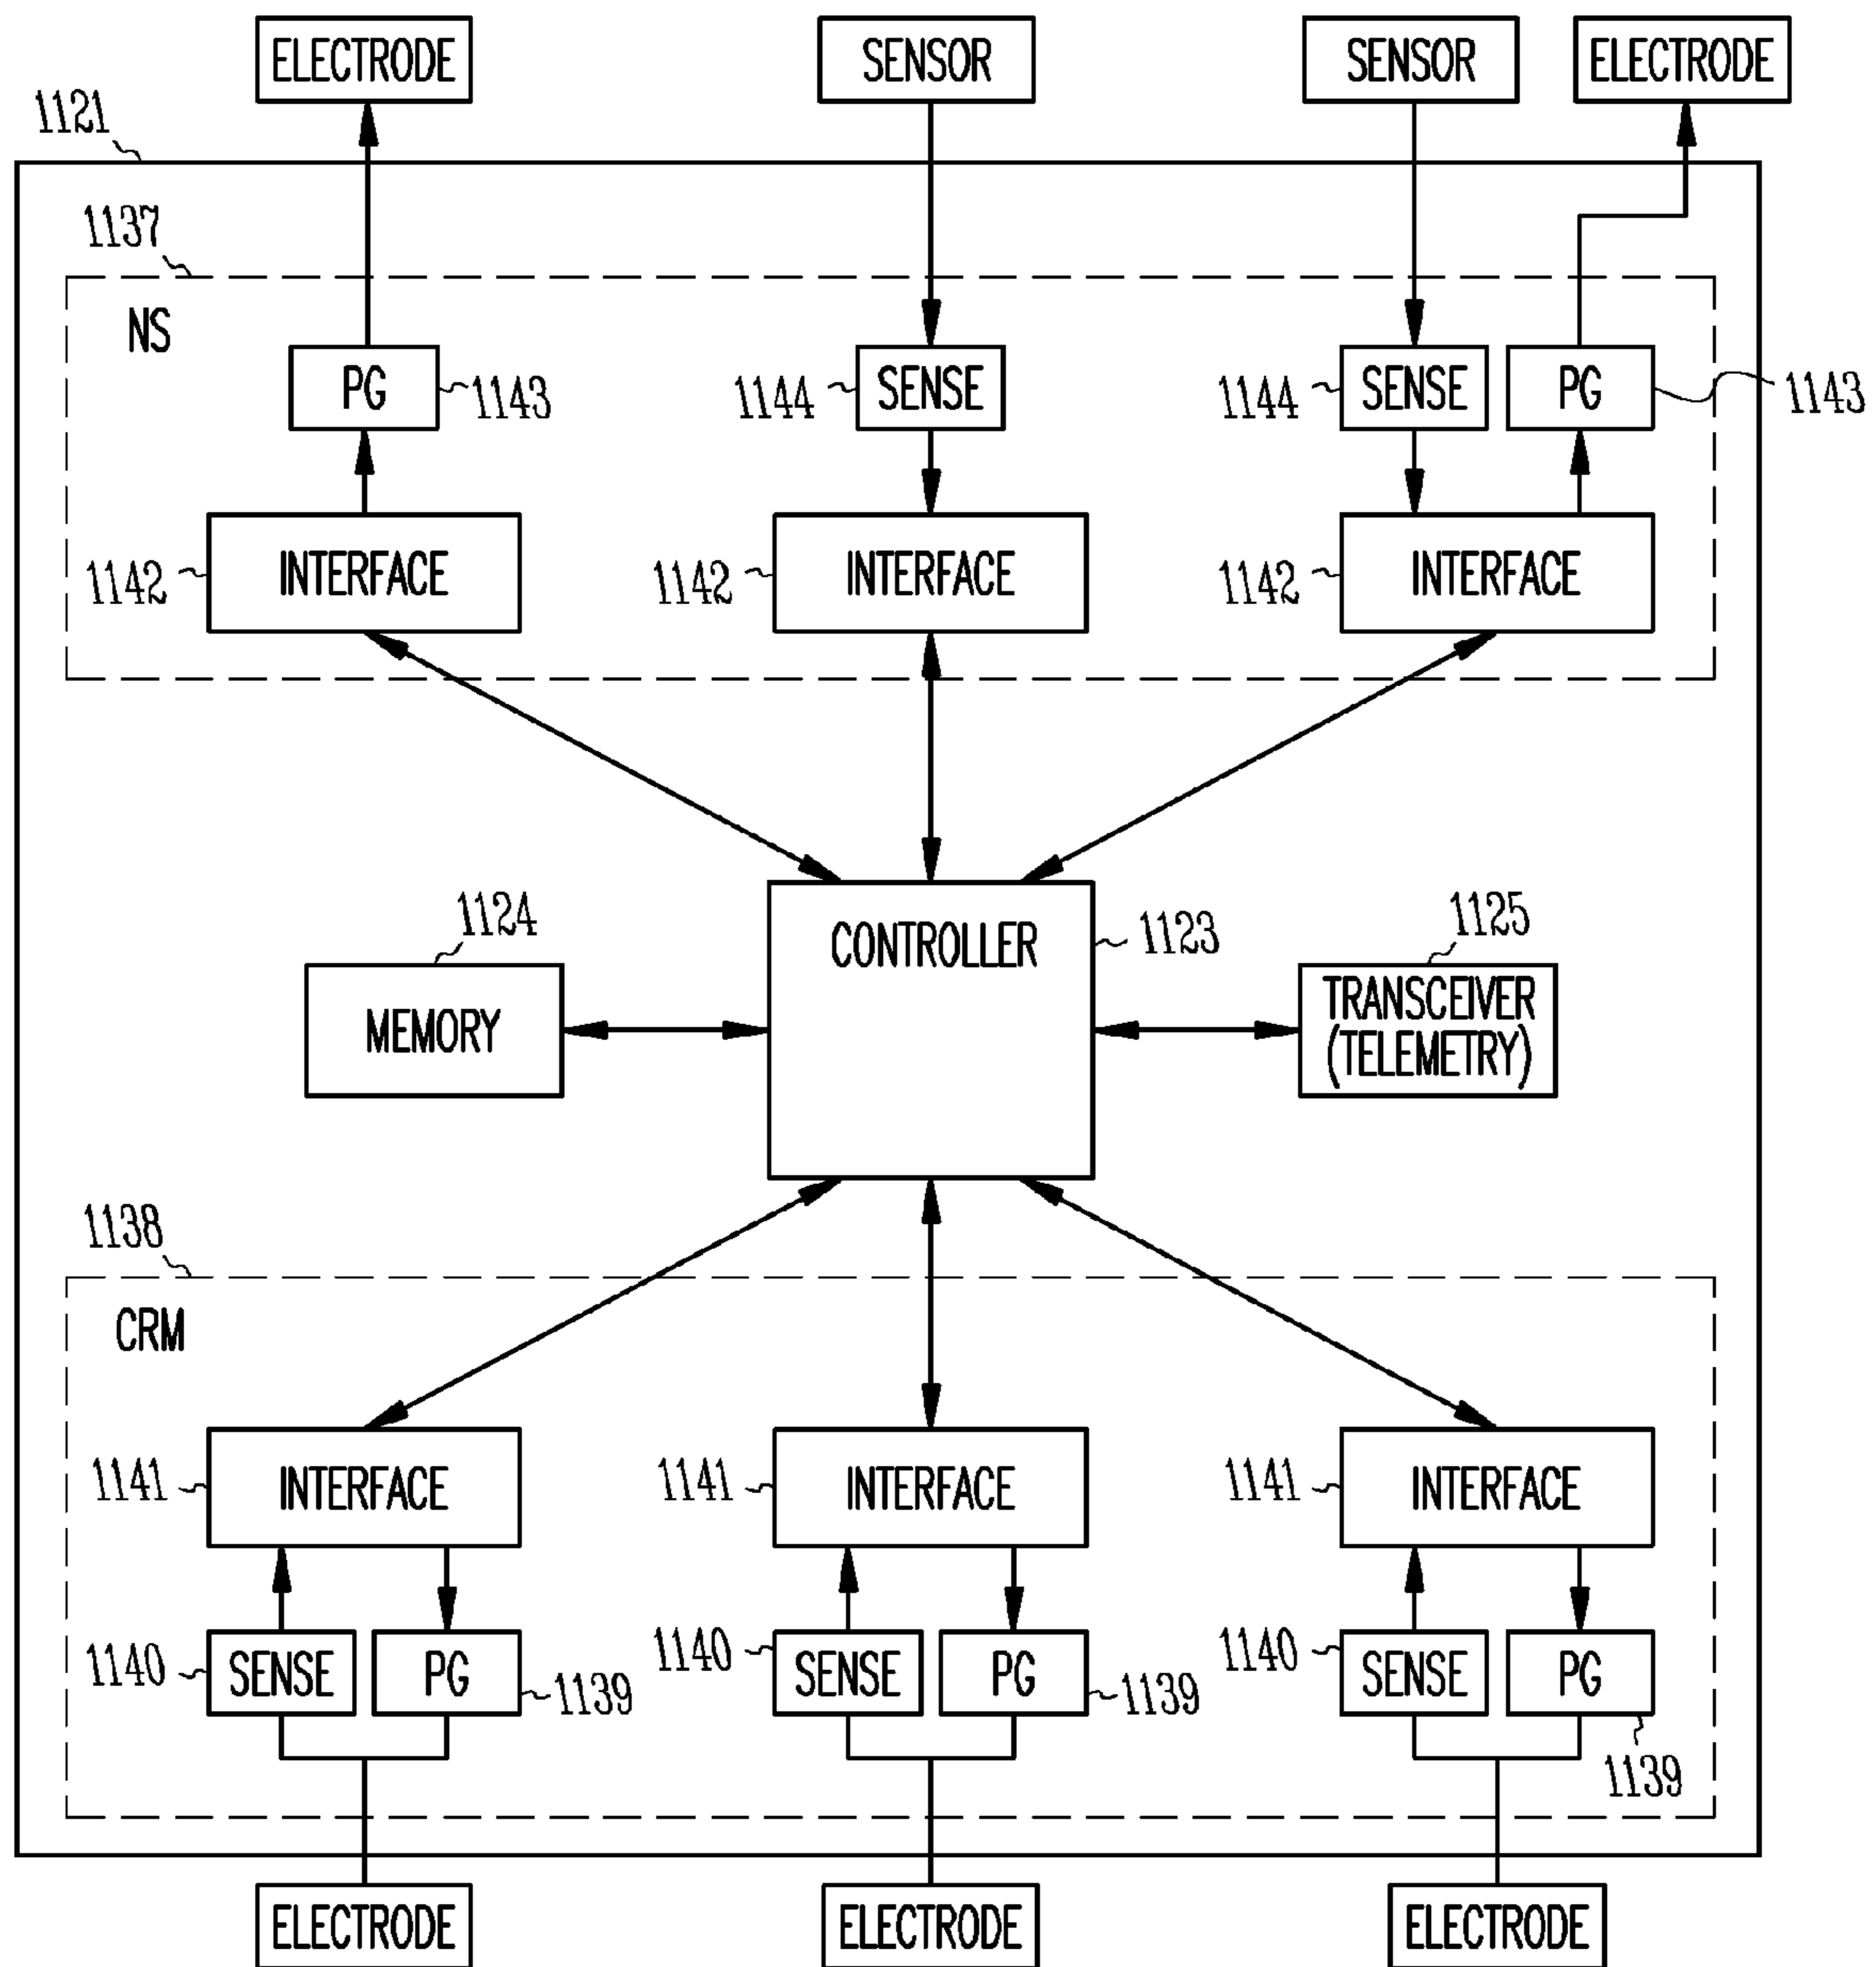 ELECTRODE
SENSOR
SENSOR
ELECTRODE
1121
1137
NS
PG
1143
1144
SENSE
1144
SENSE
PG
1143
1142
INTERFACE
1142
INTERFACE
1142
INTERFACE
1124
MEMORY
CONTROLLER
1123
1125
TRANSCEIVER
(TELEMETRY)
1138
CRM
1141
INTERFACE
1141
INTERFACE
1141
INTERFACE
1140
SENSE
PG
1139
1140
SENSE
PG
1139
1140
SENSE
PG
1139
ELECTRODE
ELECTRODE
ELECTRODE